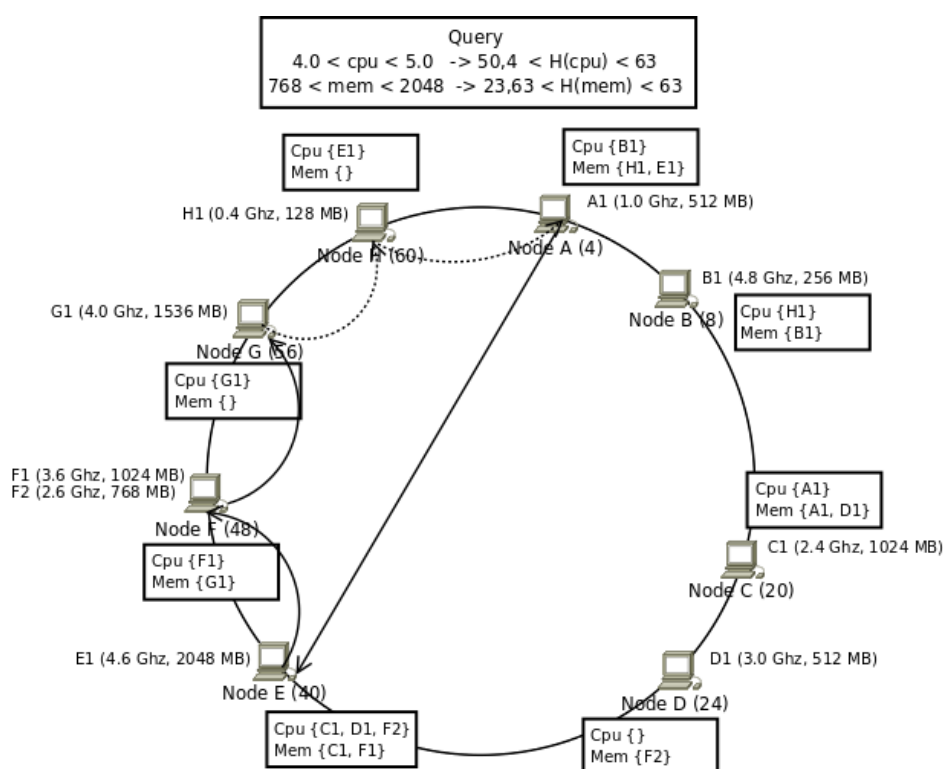 Query
4.0 < cpu < 5.0 -> 50,4 < H(cpu) < 63
768 < mem < 2048 -> 23,63 < H(mem) < 63
Cpu {E1}
Mem {}
Cpu {B1}
Mem {H1, E1}
H1 (0.4 Ghz, 128 MB)
A1 (1.0 Ghz, 512 MB)
Node H (60)
Node A (4)
B1 (4.8 Ghz, 256 MB)
Node B (8)
Cpu {H1}
Mem {B1}
G1 (4.0 Ghz, 1536 MB)
Node G (56)
Cpu {G1}
Mem {}
F1 (3.6 Ghz, 1024 MB)
F2 (2.6 Ghz, 768 MB)
Node F (48)
Cpu {A1}
Mem {A1, D1}
C1 (2.4 Ghz, 1024 MB)
Node C (20)
Cpu {F1}
Mem {G1}
E1 (4.6 Ghz, 2048 MB)
Node E (40)
D1 (3.0 Ghz, 512 MB)
Node D (24)
Cpu {C1, D1, F2}
Mem {C1, F1}
Cpu {}
Mem {F2}